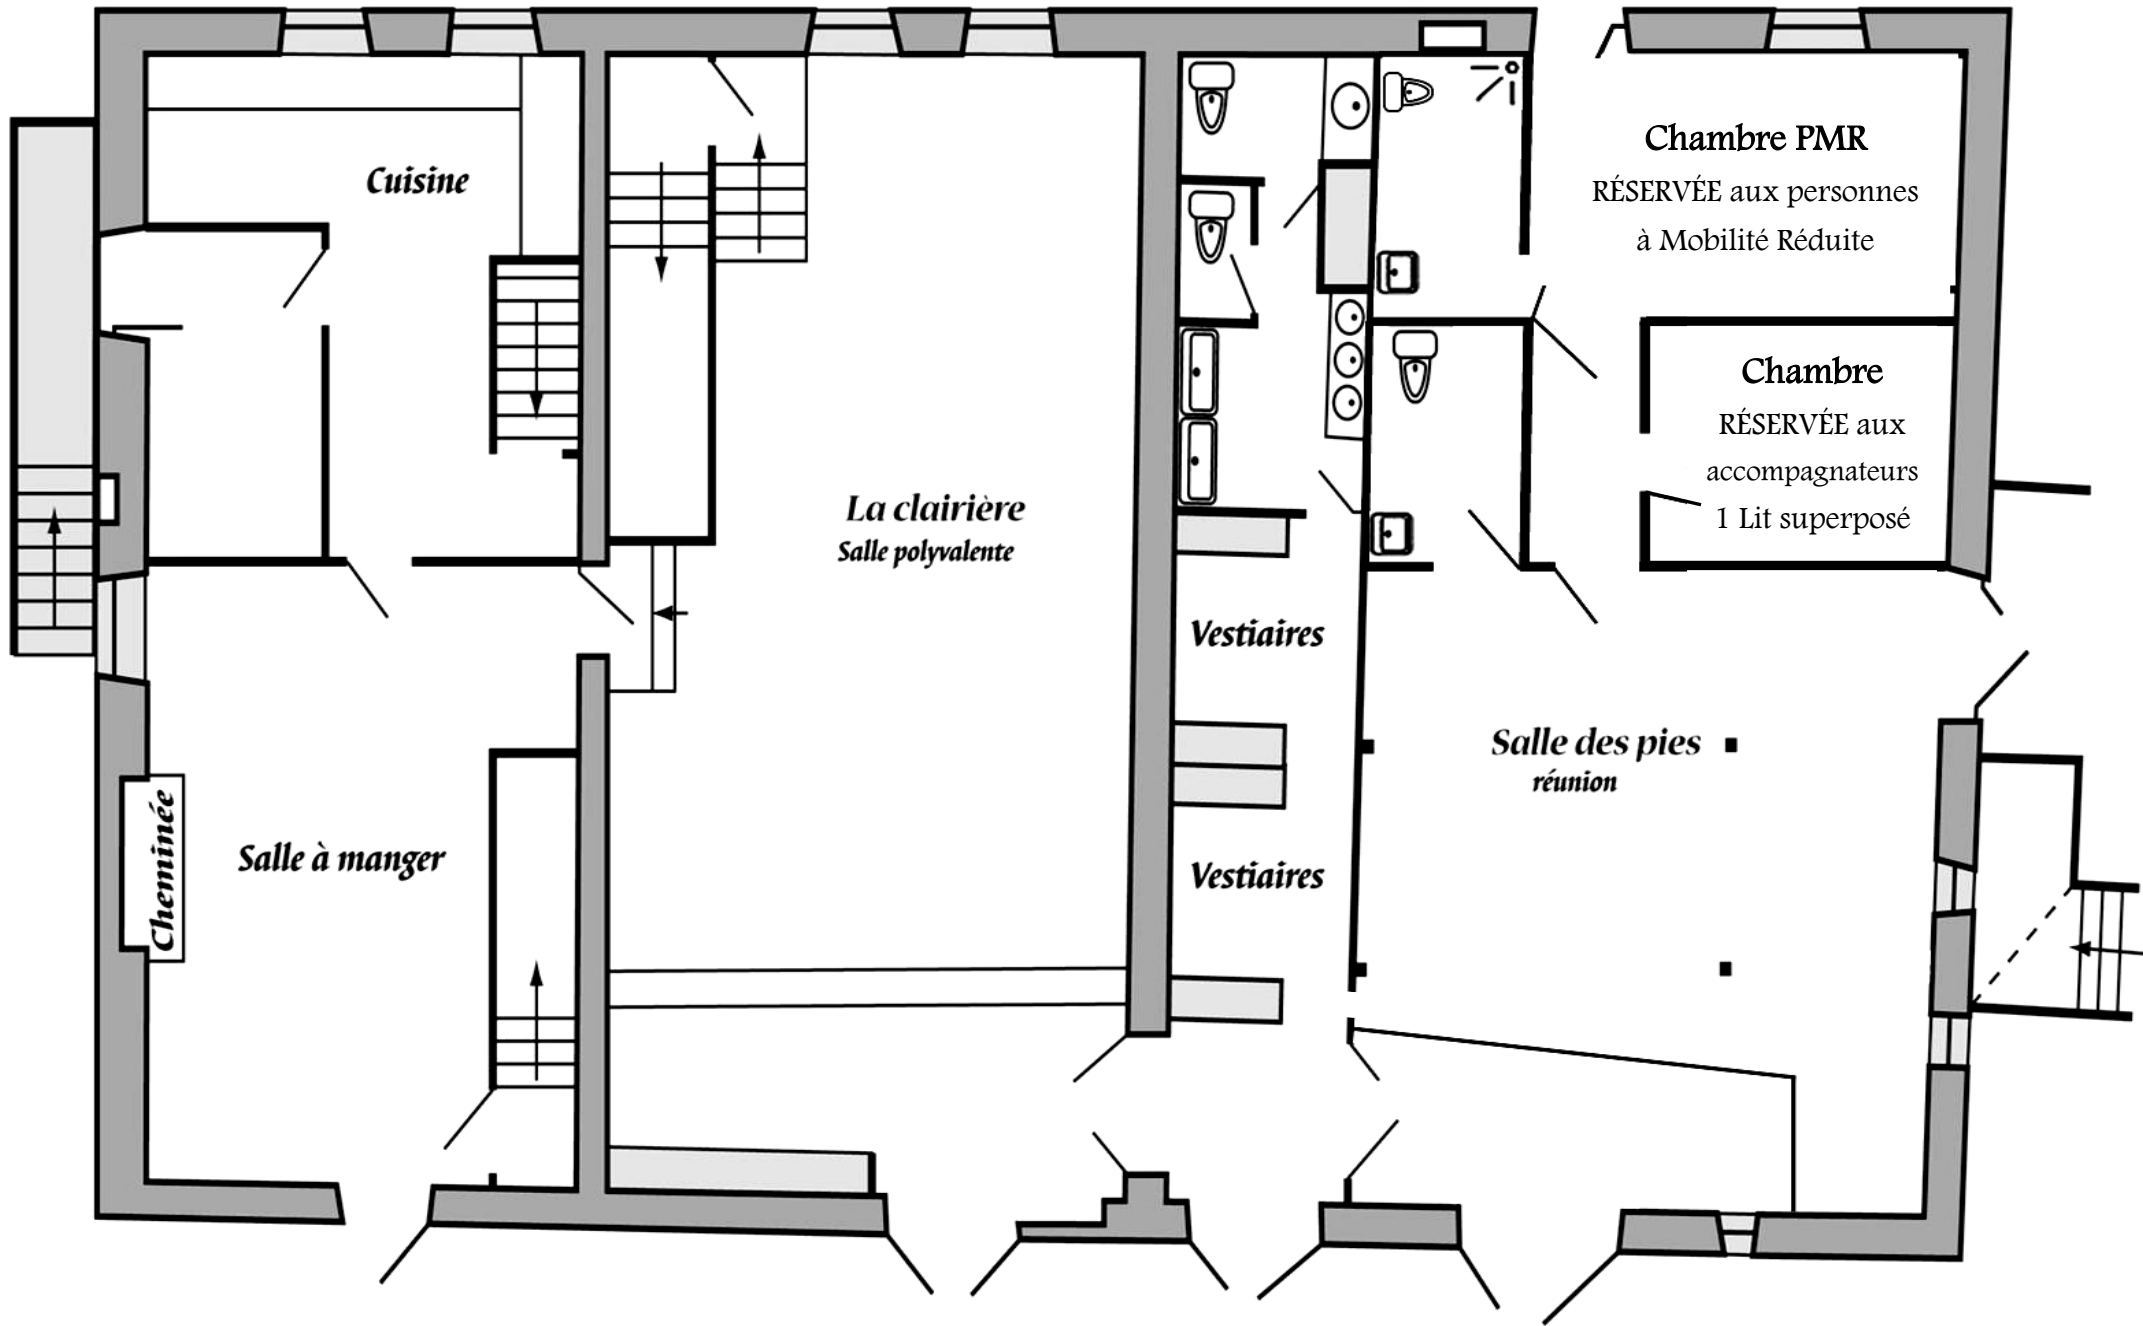 Chambre PMR
RÉSERVÉE aux personnes
à Mobilité Réduite
Cuisine
Chambre
RÉSERVÉE aux
accompagnateurs
1 Lit superposé
La clairière
Salle polyvalente
Vestiaires
Salle des pies
réunion
Cheminée
Salle à manger
Vestiaires